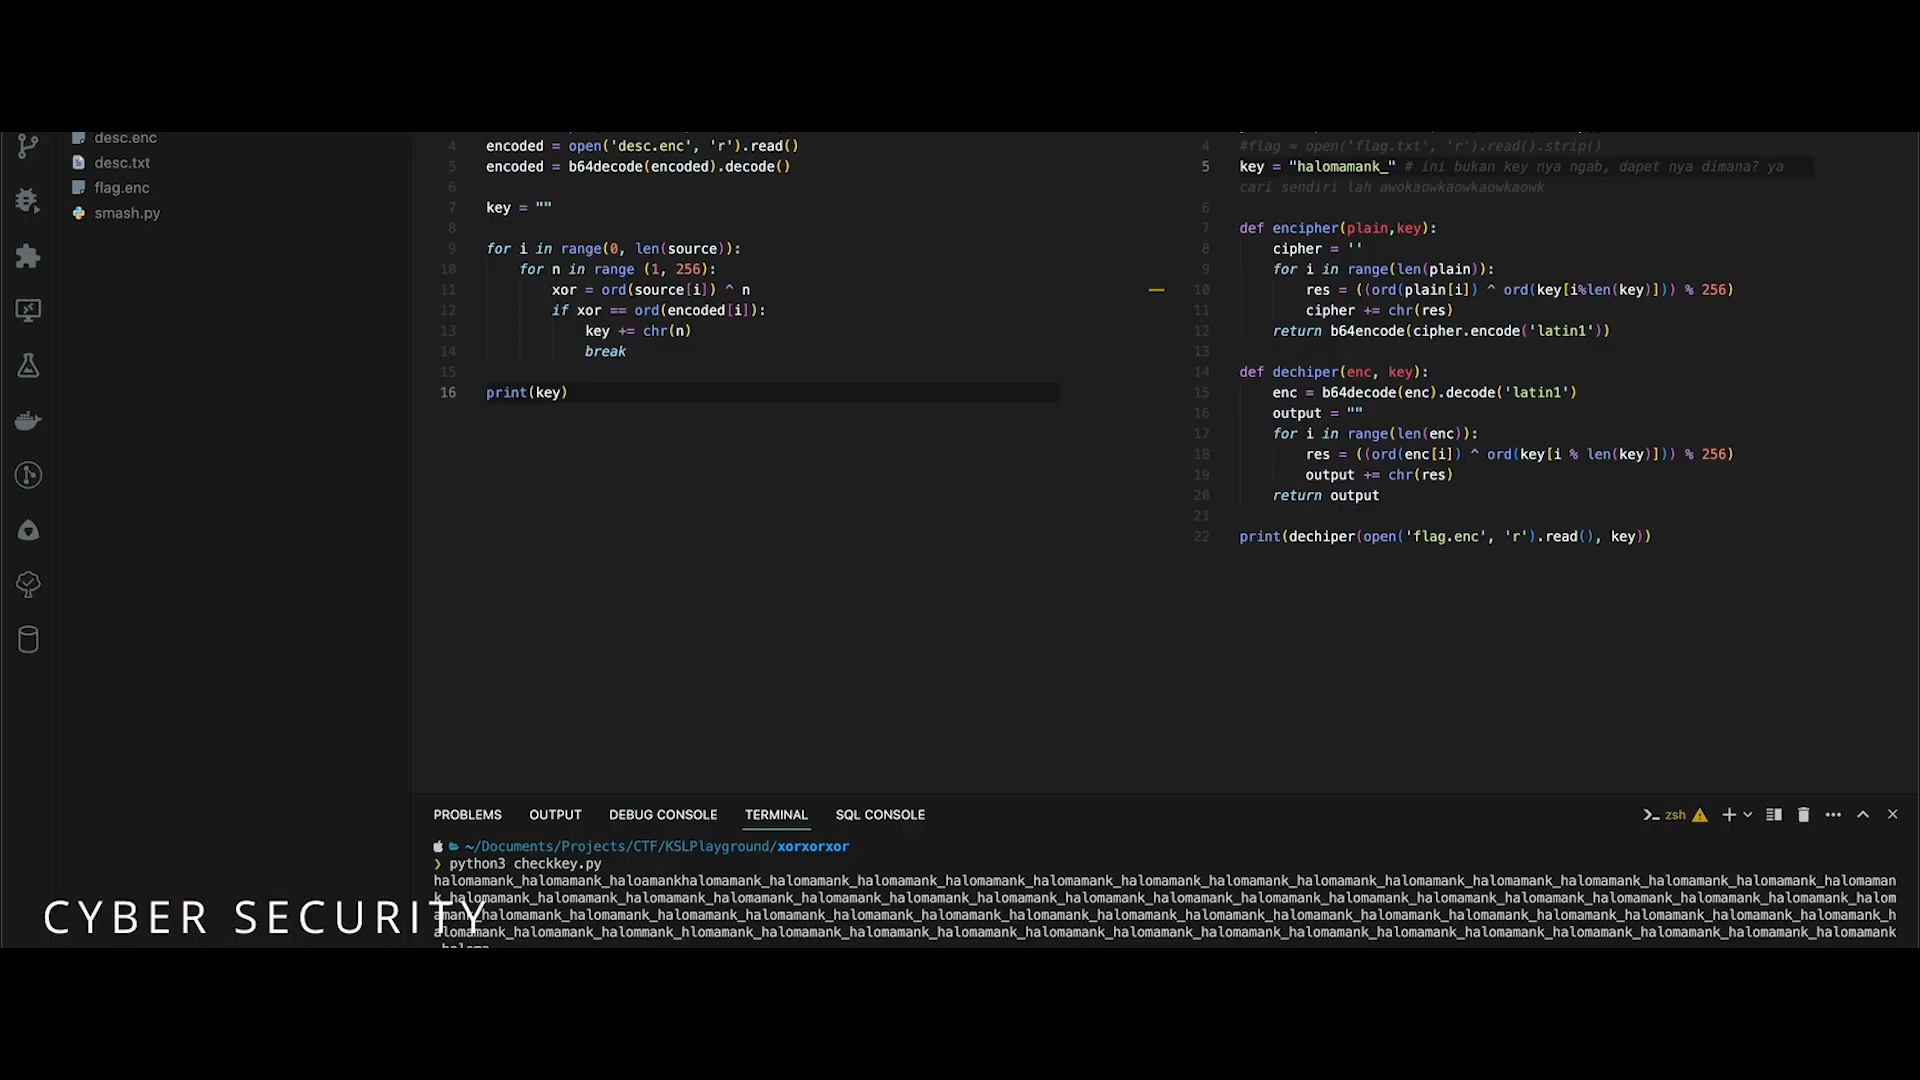 desc.enc
desc.txt
flag.enc
smash.py
4 encoded = open('desc.enc', 'r').read()
5 encoded = b64decode(encoded).decode()
6
7 key = ""
8
9 for i in range(0, len(source)):
10 for n in range (1, 256):
11 xor = ord(source[i]) ^ n
12 if xor == ord(encoded[i]):
13 key += chr(n)
14 break
15
16 print(key)
4 #flag = open('flag.txt', 'r').read().strip()
5 key = "halomamank_" # ini bukan key nya ngab, dapet nya dimana? ya
cari sendiri lah awokaowkaowkaowkaowk
6
7 def encipher(plain,key):
8 cipher = ''
9 for i in range(len(plain)):
10 res = ((ord(plain[i]) ^ ord(key[i%len(key)])) % 256)
11 cipher += chr(res)
12 return b64encode(cipher.encode('latin1'))
13
14 def dechiper(enc, key):
15 enc = b64decode(enc).decode('latin1')
16 output = ""
17 for i in range(len(enc)):
18 res = ((ord(enc[i]) ^ ord(key[i % len(key)])) % 256)
19 output += chr(res)
20 return output
21
22 print(dechiper(open('flag.enc', 'r').read(), key))
PROBLEMS OUTPUT DEBUG CONSOLE TERMINAL SQL CONSOLE
zsh
~/Documents/Projects/CTF/KSLPlayground/xorxorxor
❯ python3 checkkey.py
halomamank_halomamank_haloamankhalomamank_halomamank_halomamank_halomamank_halomamank_halomamank_halomamank_halomamank_halomamank_halomamank_halomamank_halomamank_halomamank_halomaman
CYBER SECURITY